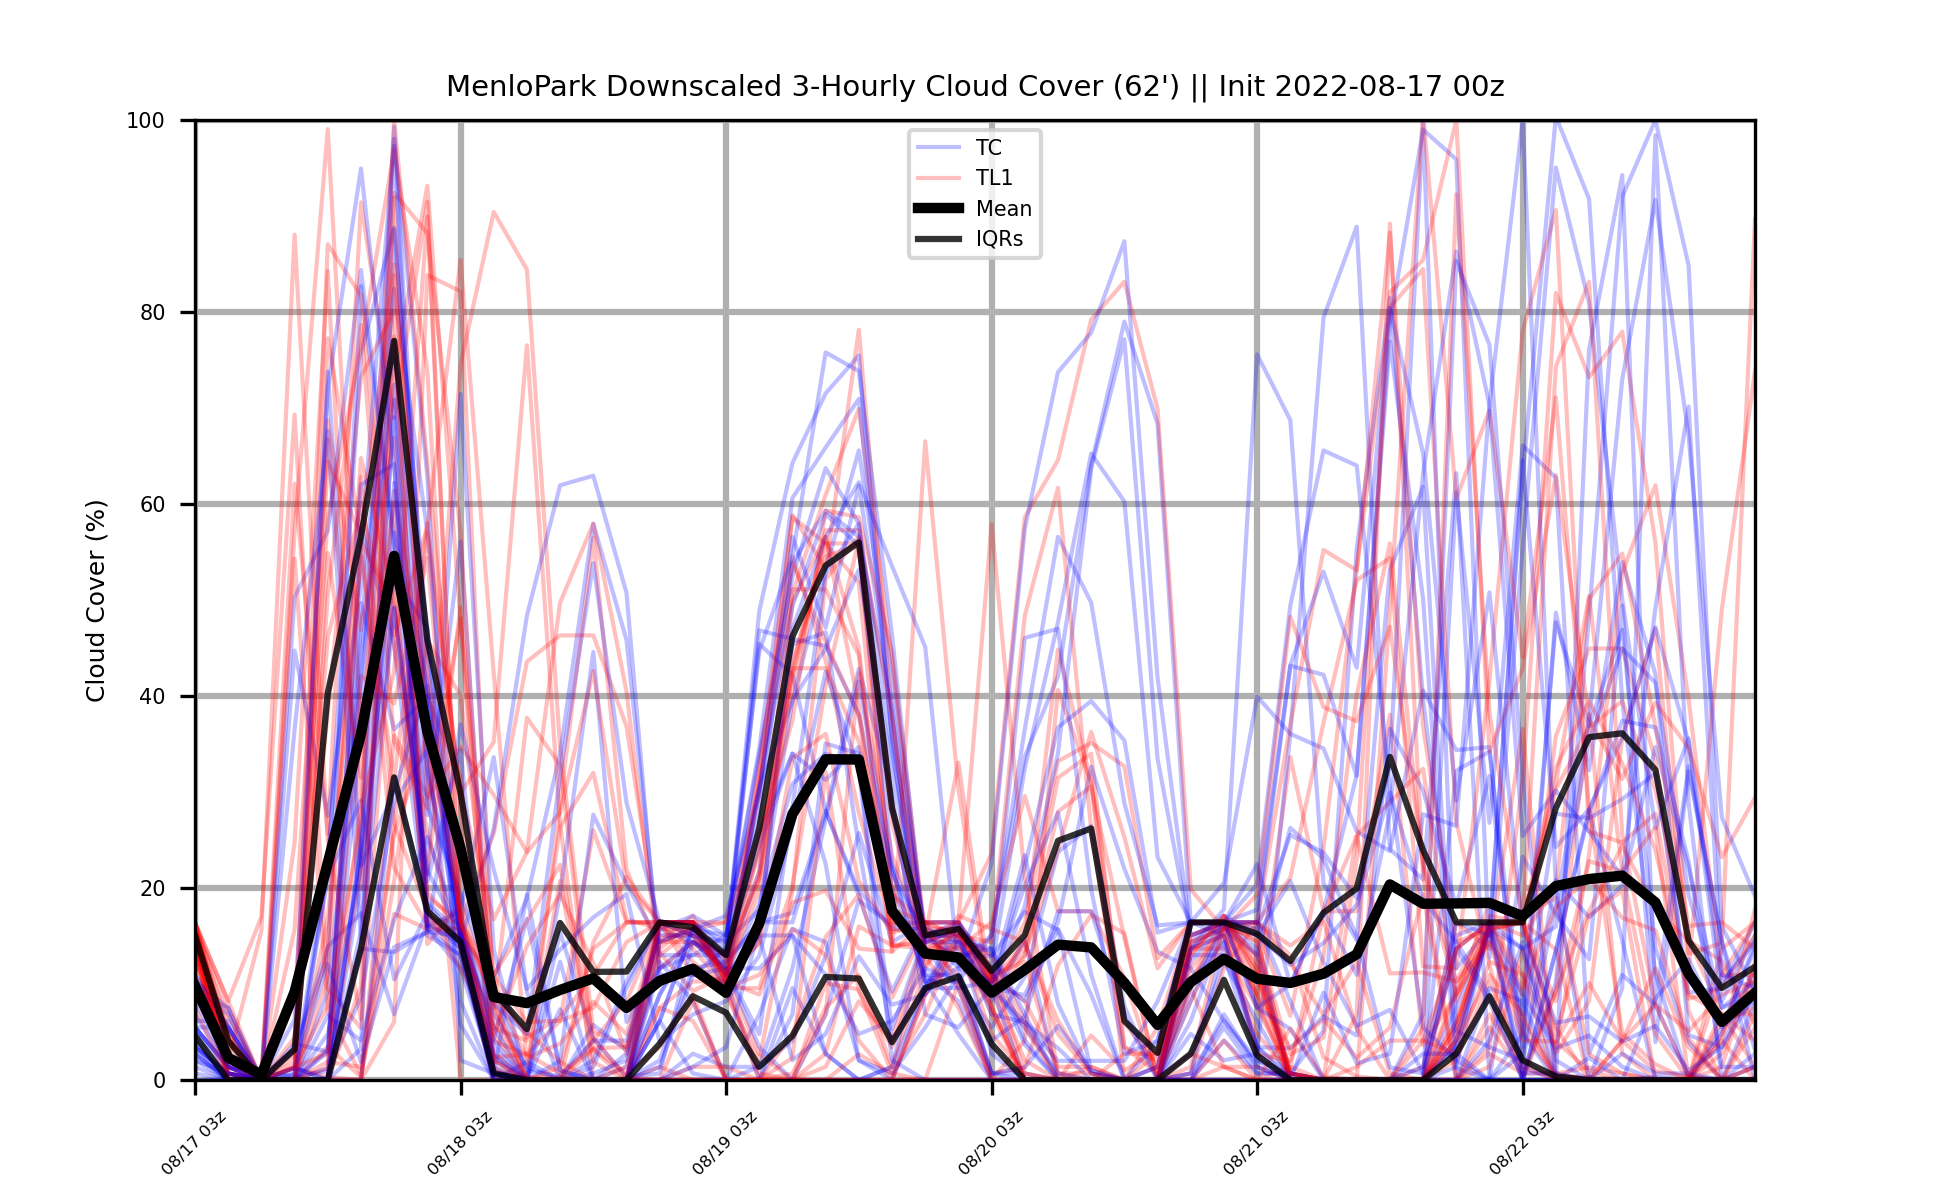 MenloPark Downscaled 3-Hourly Cloud Cover (62') || Init 2022-08-17 00z
Cloud Cover (%)
100
80
60
40
20
0
TC
TL1
Mean
IQRs
08/17 03z
08/18 03z
08/19 03z
08/20 03z
08/21 03z
08/22 03z